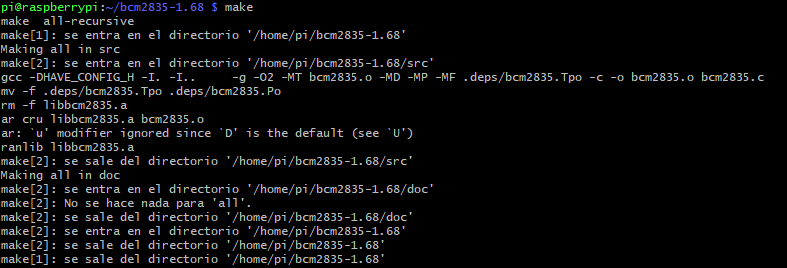 pi@raspberrypi:~/bcm2835-1.68 $ make
make  all-recursive
make[1]: se entra en el directorio '/home/pi/bcm2835-1.68'
Making all in src
make[2]: se entra en el directorio '/home/pi/bcm2835-1.68/src'
gcc -DHAVE_CONFIG_H -I. -I..     -g -O2 -MT bcm2835.o -MD -MP -MF .deps/bcm2835.Tpo -c -o bcm2835.o bcm2835.c
mv -f .deps/bcm2835.Tpo .deps/bcm2835.Po
rm -f libbcm2835.a
ar cru libbcm2835.a bcm2835.o
ar: `u' modifier ignored since `D' is the default (see `U')
ranlib libbcm2835.a
make[2]: se sale del directorio '/home/pi/bcm2835-1.68/src'
Making all in doc
make[2]: se entra en el directorio '/home/pi/bcm2835-1.68/doc'
make[2]: No se hace nada para 'all'.
make[2]: se sale del directorio '/home/pi/bcm2835-1.68/doc'
make[2]: se entra en el directorio '/home/pi/bcm2835-1.68'
make[2]: se sale del directorio '/home/pi/bcm2835-1.68'
make[1]: se sale del directorio '/home/pi/bcm2835-1.68'